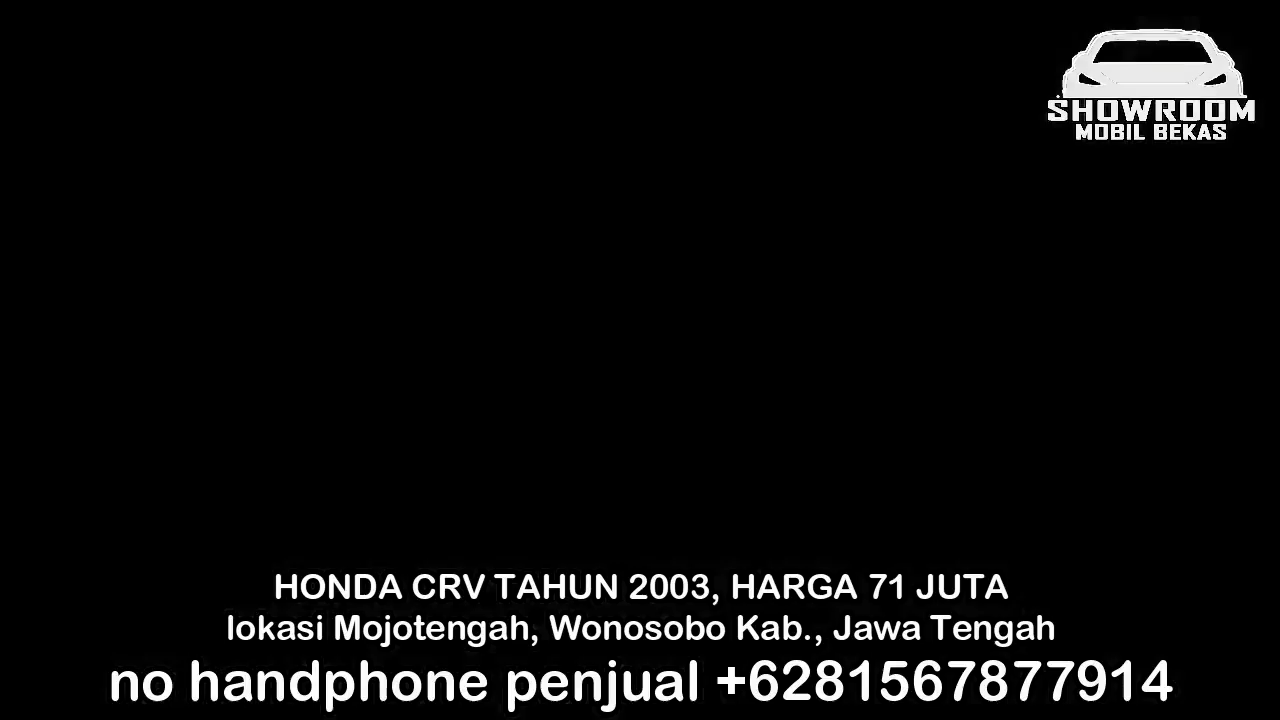 SHOWROOM
MOBIL BEKAS
HONDA CRV TAHUN 2003, HARGA 71 JUTA
lokasi Mojotengah, Wonosobo Kab., Jawa Tengah
no handphone penjual +6281567877914